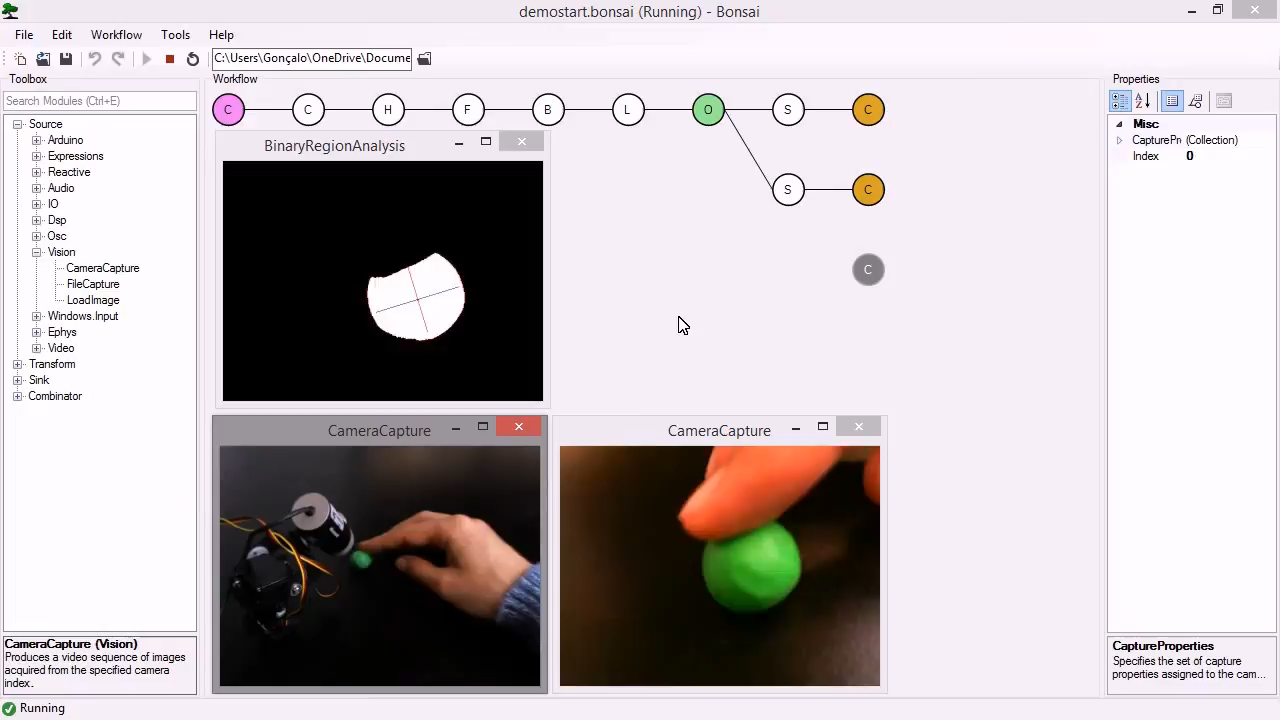 demostart.bonsai (Running) - Bonsai
File Edit Workflow Tools Help
C:\Users\Gonçalo\OneDrive\Docume
Toolbox
Search Modules (Ctrl+E)
Source
Arduino
Expressions
Reactive
Audio
IO
Dsp
Osc
Vision
CameraCapture
FileCapture
LoadImage
Windows.Input
Ephys
Video
Transform
Sink
Combinator
CameraCapture (Vision)
Produces a video sequence of images
acquired from the specified camera
index.
Workflow
C C H F B L O S C
S C
C
BinaryRegionAnalysis
CameraCapture
CameraCapture
Properties
Misc
CapturePri (Collection)
Index 0
CaptureProperties
Specifies the set of capture
properties assigned to the cam...
Running